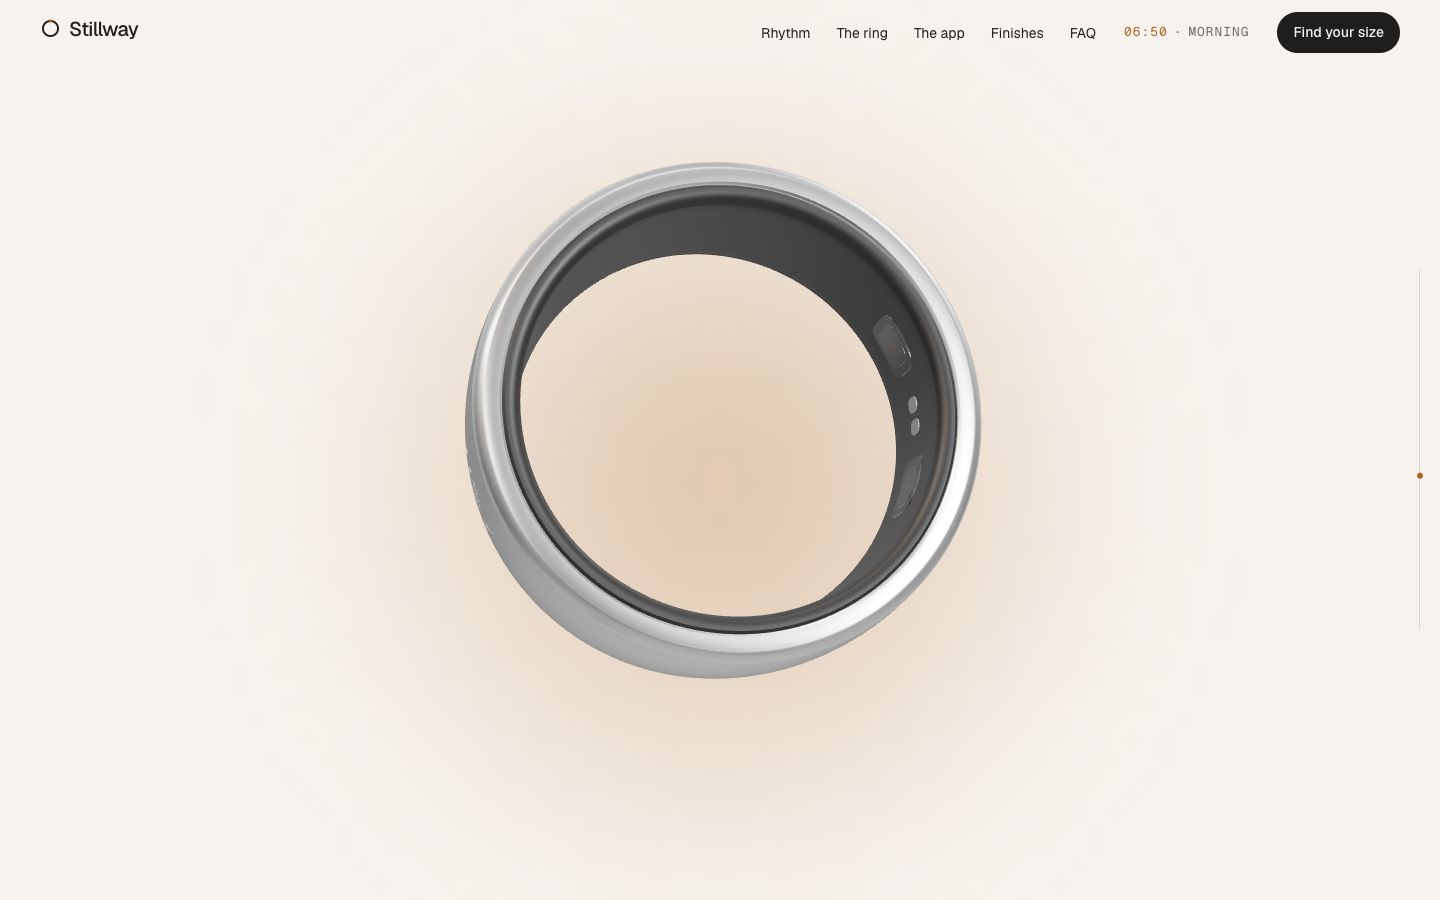 Stillway
Rhythm
The ring
The app
Finishes
FAQ
06:50 · MORNING
Find your size